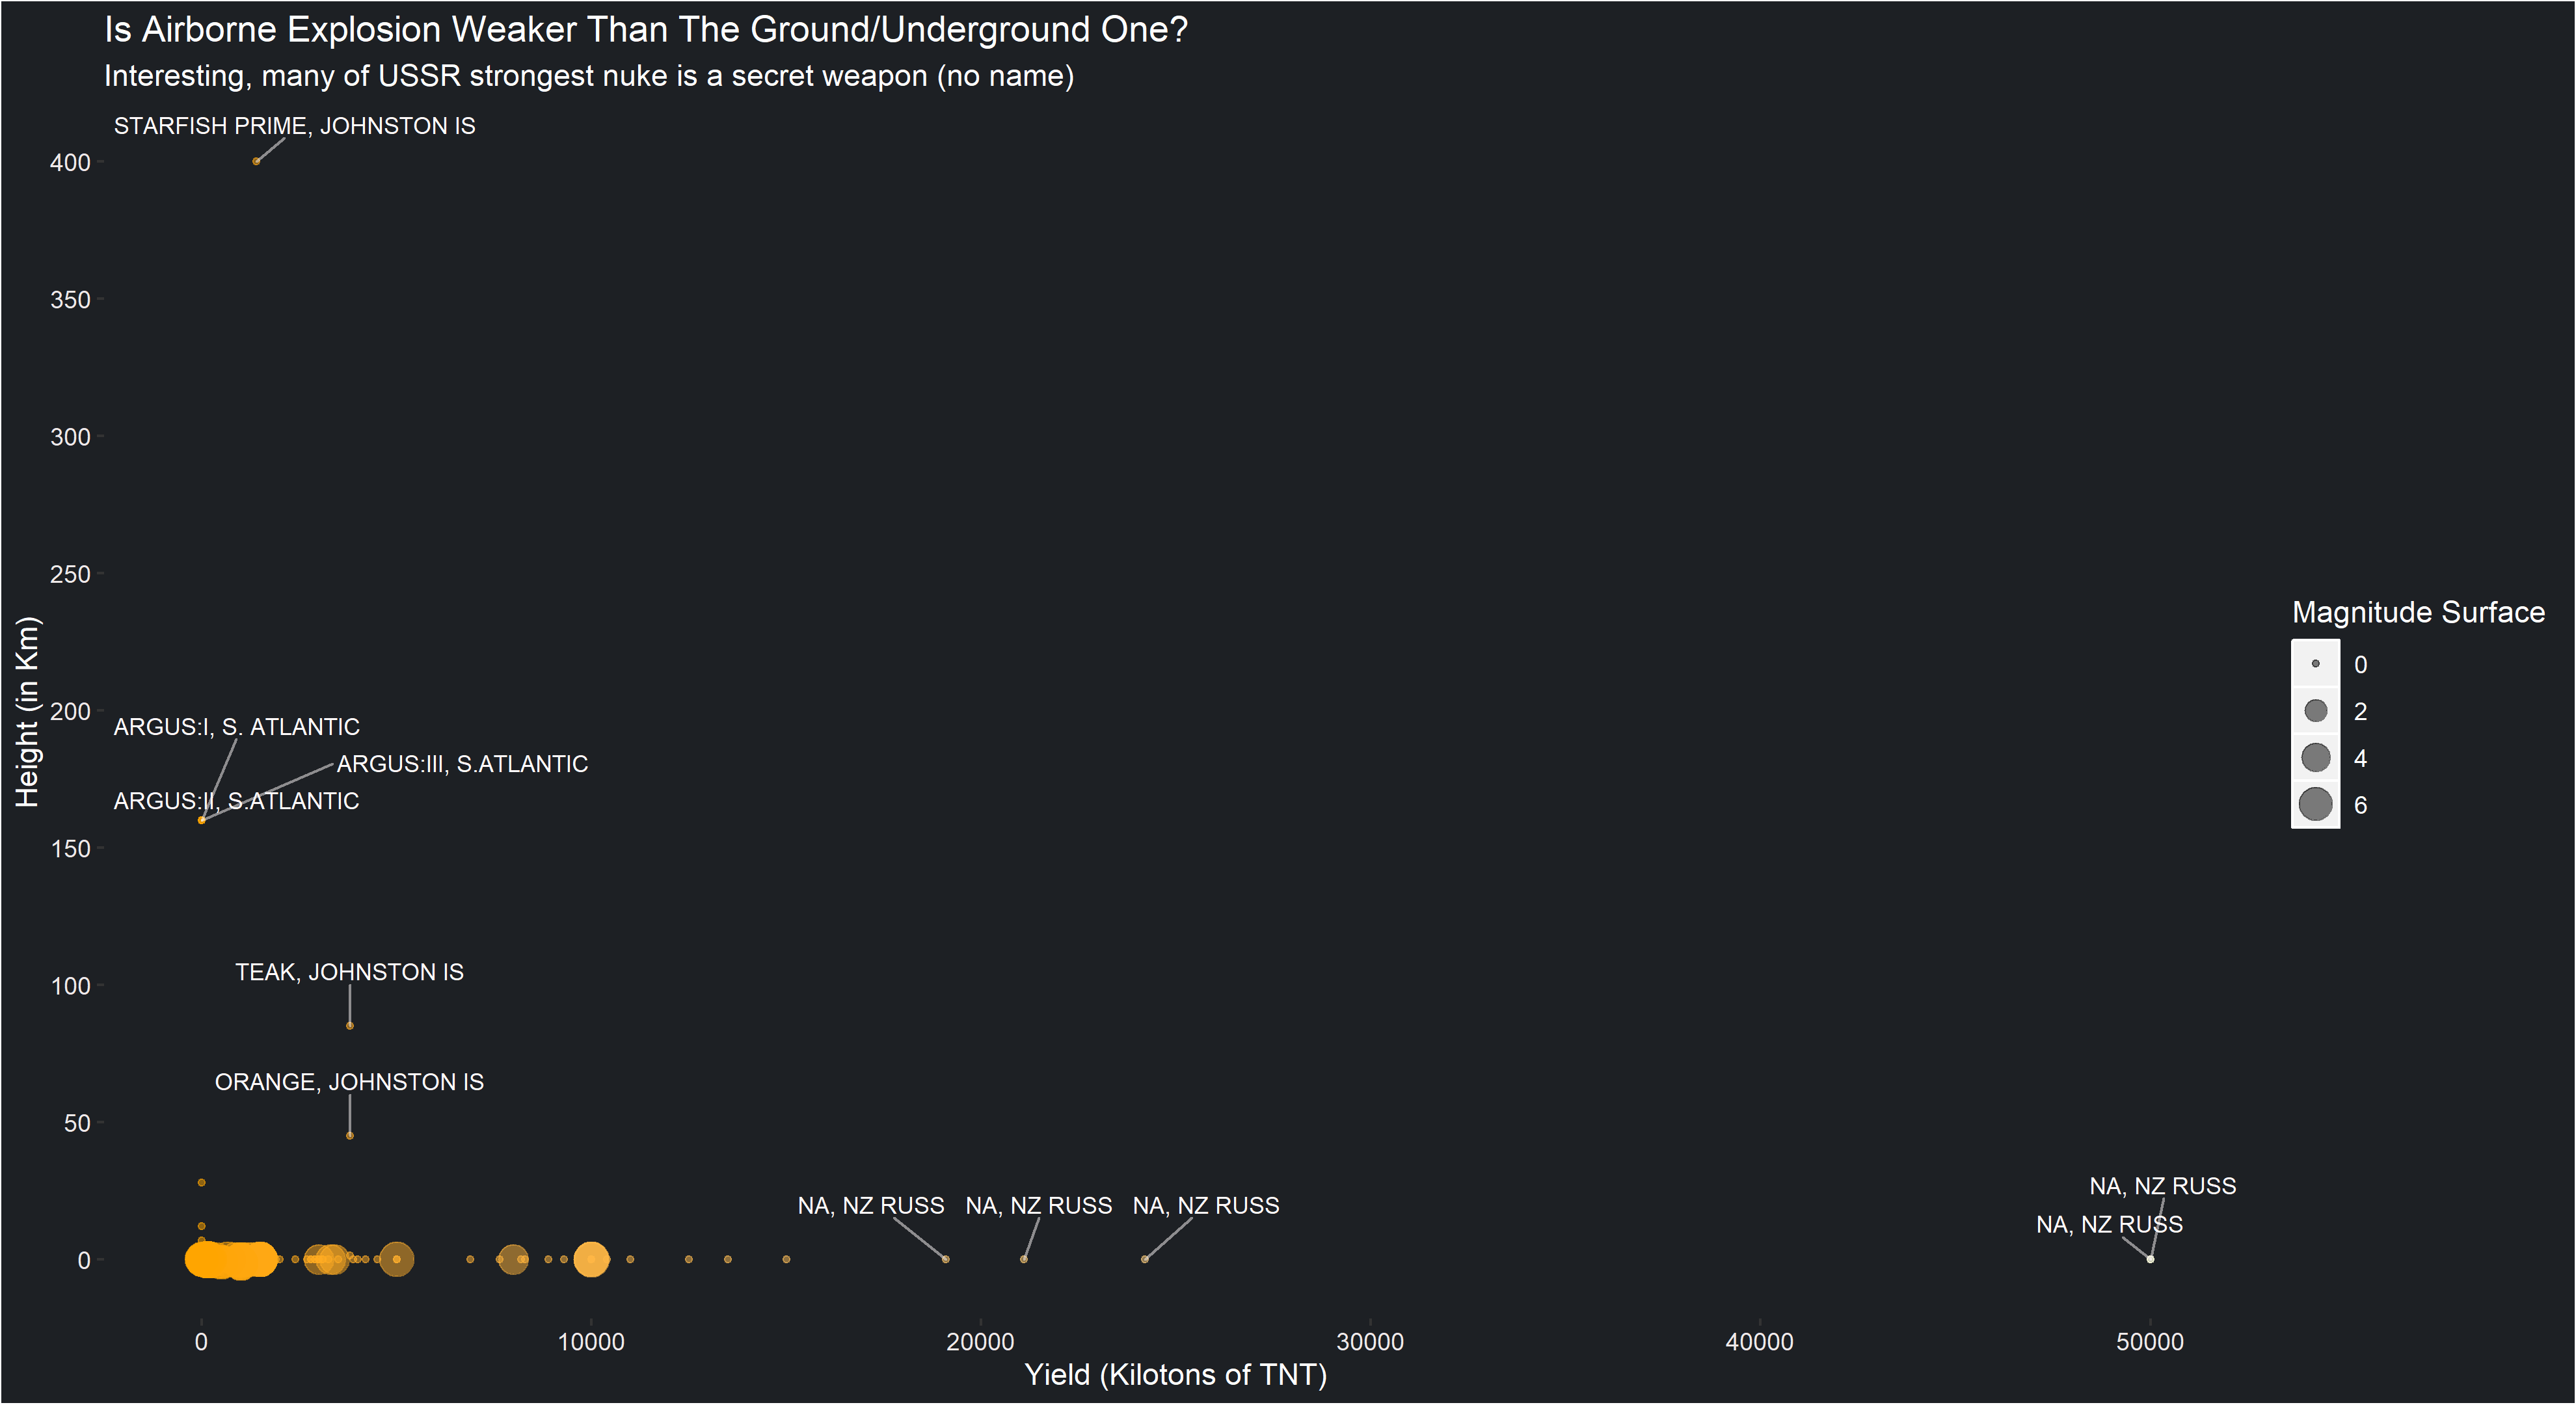 Is Airborne Explosion Weaker Than The Ground/Underground One?
Interesting, many of USSR strongest nuke is a secret weapon (no name)
STARFISH PRIME, JOHNSTON IS
400
350
300
250
200
150
100
50
0
Height (in Km)
ARGUS:I, S. ATLANTIC
ARGUS:III, S.ATLANTIC
ARGUS:II, S.ATLANTIC
TEAK, JOHNSTON IS
ORANGE, JOHNSTON IS
NA, NZ RUSS
NA, NZ RUSS
NA, NZ RUSS
NA, NZ RUSS
NA, NZ RUSS
0
10000
20000
30000
40000
50000
Yield (Kilotons of TNT)
Magnitude Surface
0
2
4
6